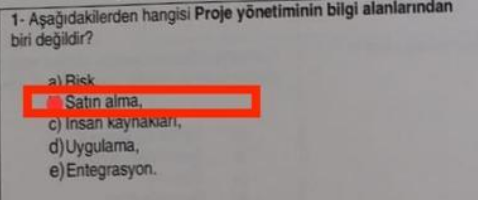 1- Aşağıdakilerden hangisi Proje yönetiminin bilgi alanlarından
biri değildir?
a) Risk
Satın alma,
c) İnsan kaynakları,
d) Uygulama,
e) Entegrasyon.